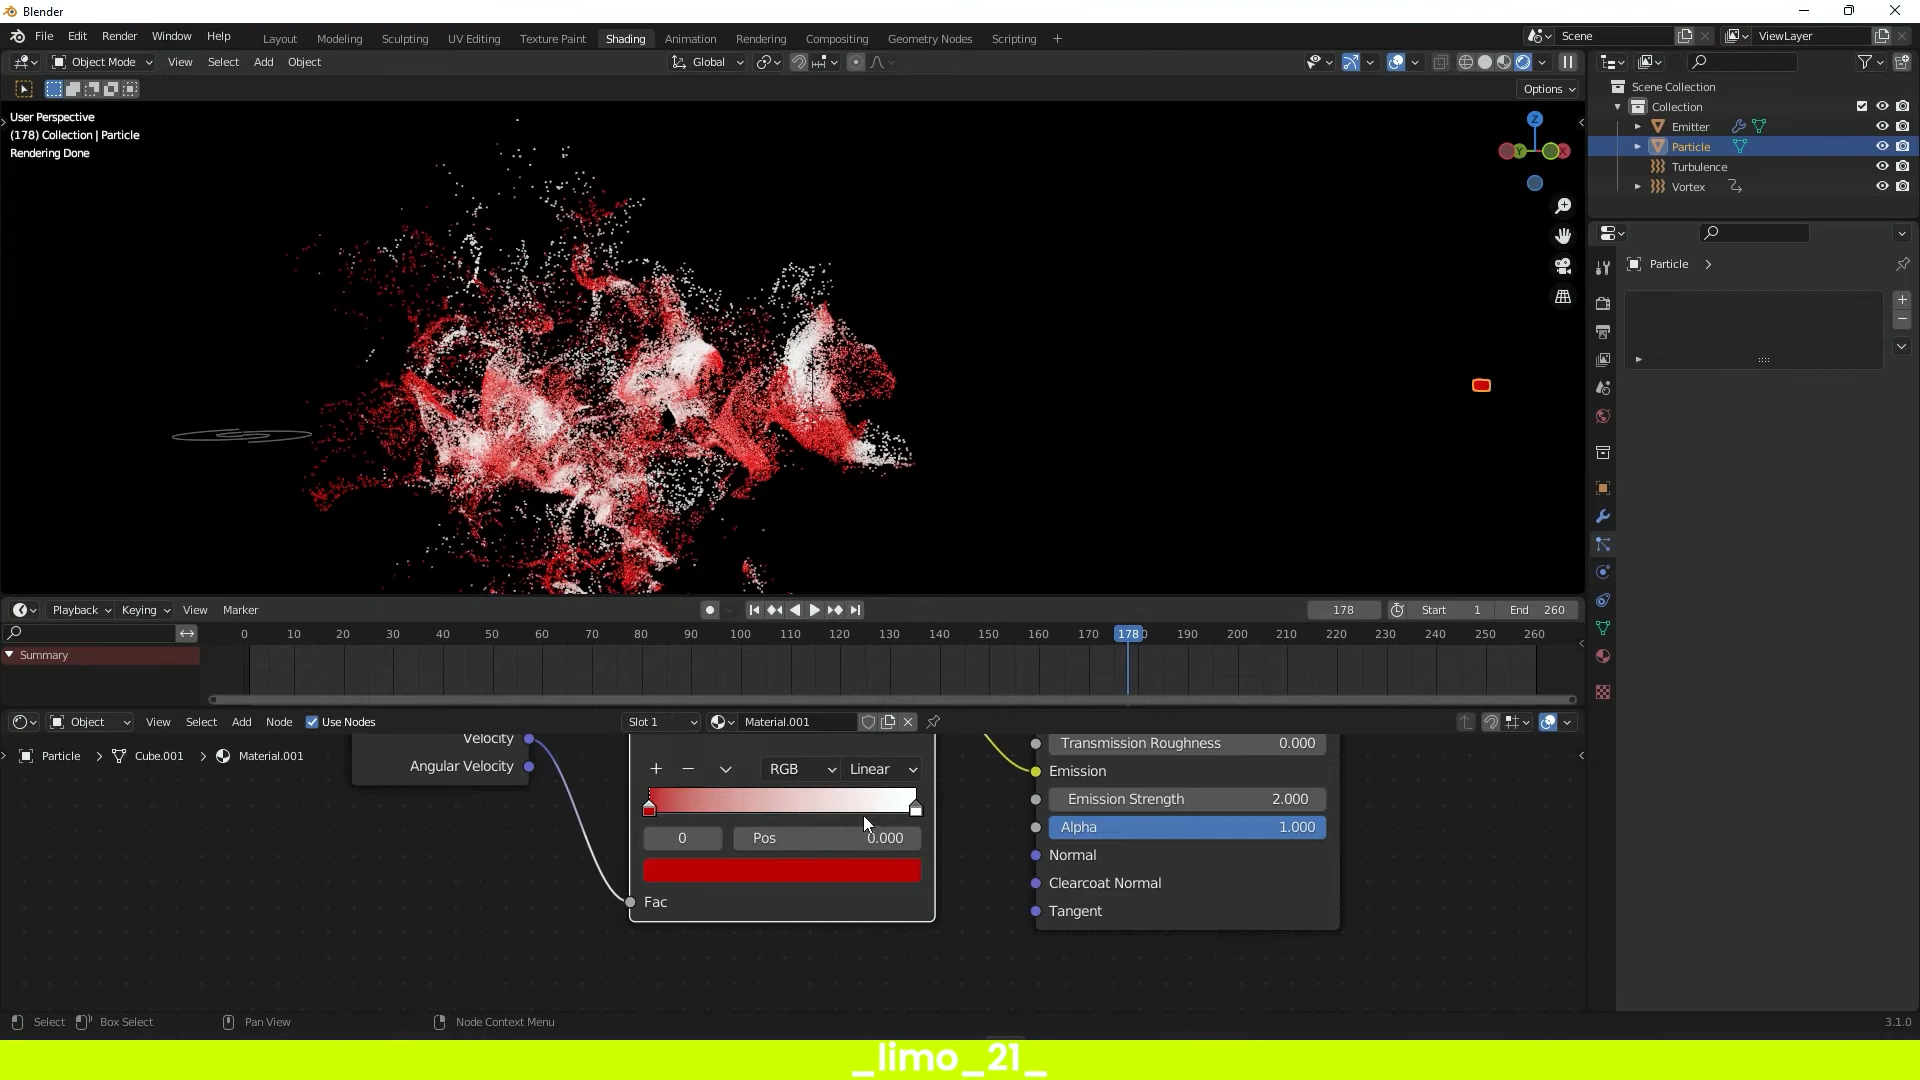 Blender
File Edit Render Window Help Layout Modeling Sculpting UV Editing Texture Paint Shading Animation Rendering Compositing Geometry Nodes Scripting + Scene ViewLayer
Object Mode View Select Add Object Global
Options
User Perspective
(178) Collection | Particle
Rendering Done
Z
Y
X
Scene Collection
Collection
Emitter
Particle
Turbulence
Vortex
Particle
Playback Keying View Marker 178 Start 1 End 260
0 10 20 30 40 50 60 70 80 90 100 110 120 130 140 150 160 170 178 0 190 200 210 220 230 240 250 260
Summary
Object View Select Add Node Use Nodes Slot 1 Material.001
Particle Cube.001 Material.001
Velocity
Angular Velocity
RGB Linear
0 Pos 0.000
Fac
Transmission Roughness 0.000
Emission
Emission Strength 2.000
Alpha 1.000
Normal
Clearcoat Normal
Tangent
Select Box Select Pan View Node Context Menu 3.1.0
_limo_21_